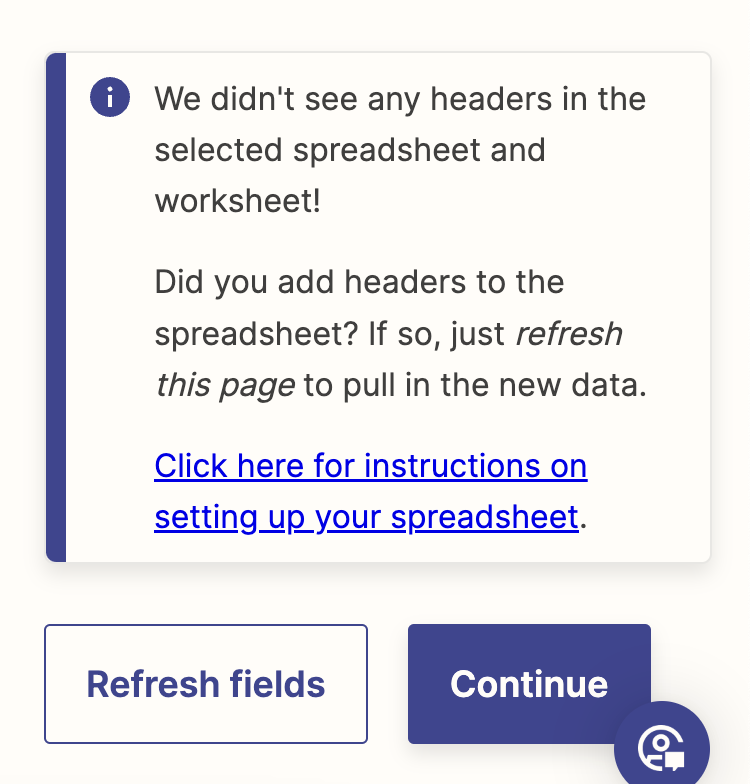 We didn't see any headers in the
selected spreadsheet and
worksheet!
Did you add headers to the
spreadsheet? If so, just refresh
this page to pull in the new data.
Click here for instructions on
setting up your spreadsheet.
Refresh fields
Continue